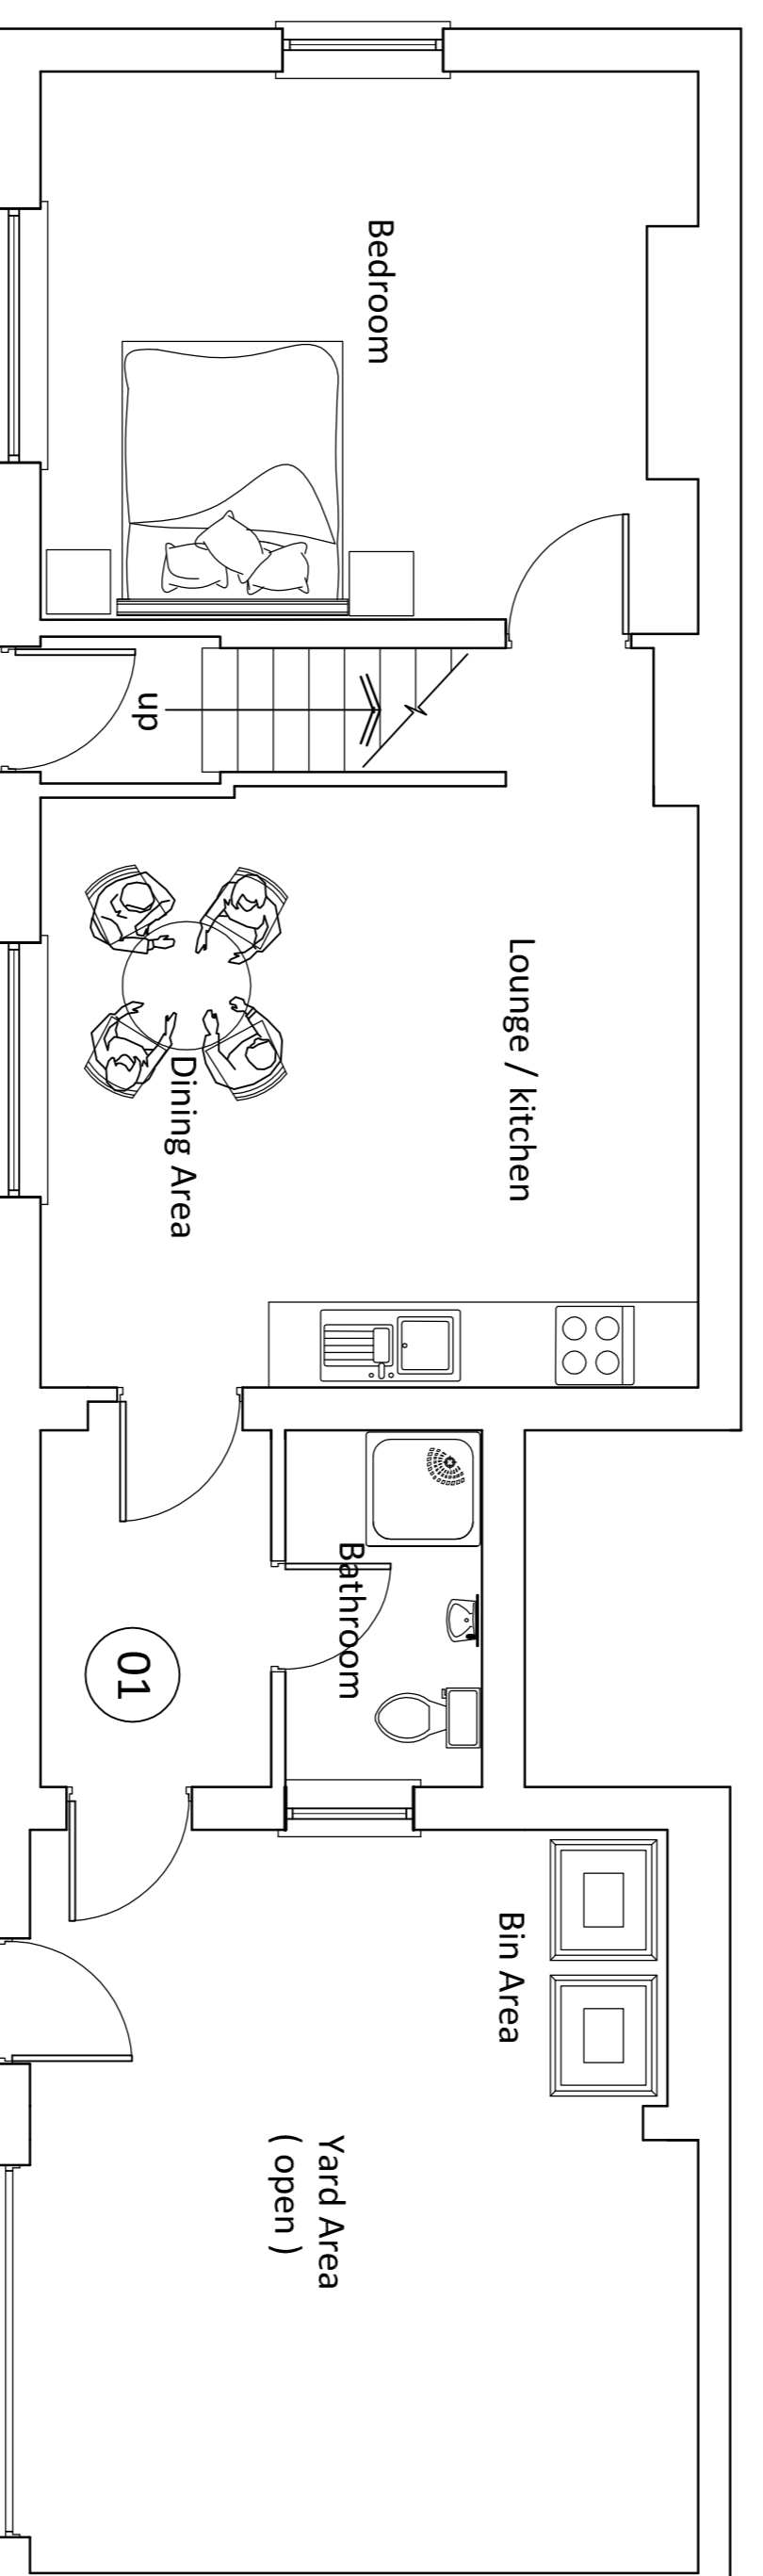 Bedroom
up
Lounge / kitchen
Dining Area
Bathroom
01
Bin Area
Yard Area
( open )